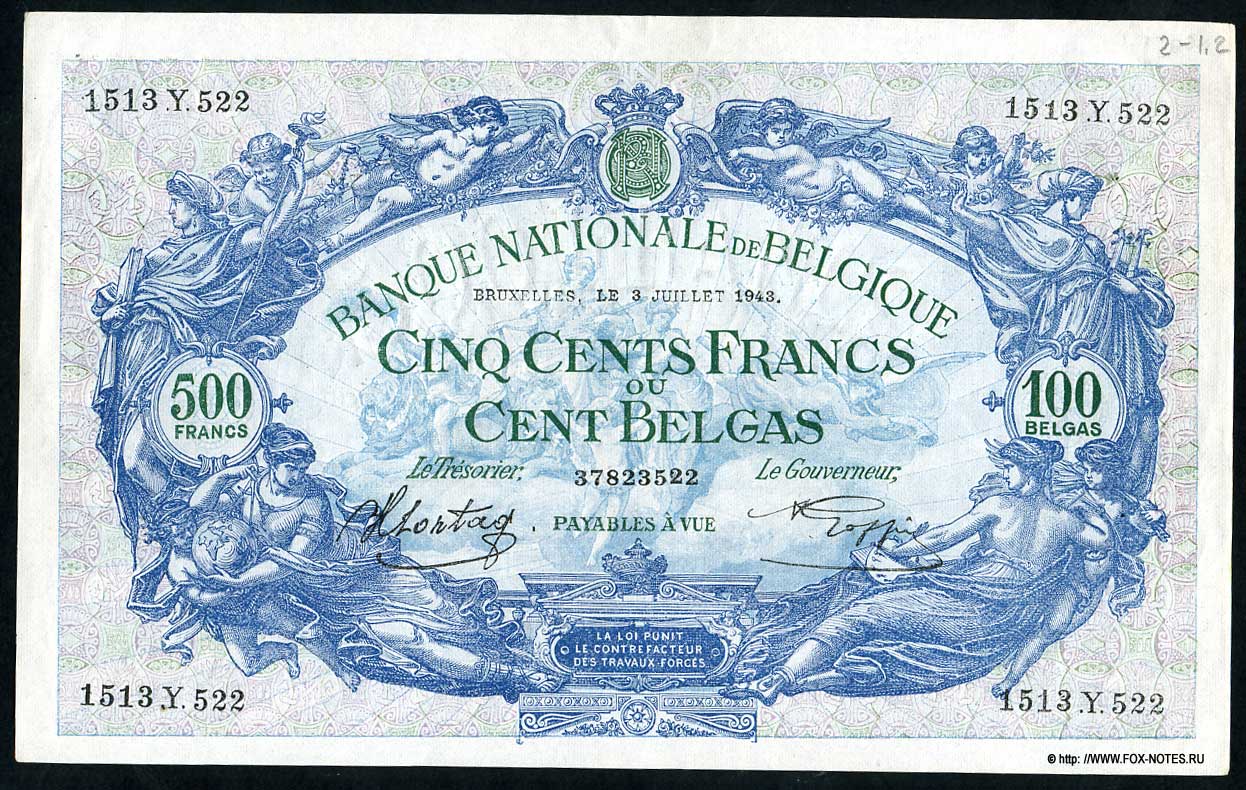 2-1,2
1513.Y.522
1513.Y.522
BANQUE NATIONALE DE BELGIQUE
BRUXELLES, LE 3 JUILLET 1943.
CINQ CENTS FRANCS
OU
CENT BELGAS
500
FRANCS
100
BELGAS
Le Trésorier,
37823522
Le Gouverneur,
PAYABLES À VUE
LA LOI PUNIT
LE CONTREFACTEUR
DES TRAVAUX FORCÉS
1513.Y.522
1513.Y.522
© http: //WWW.FOX-NOTES.RU